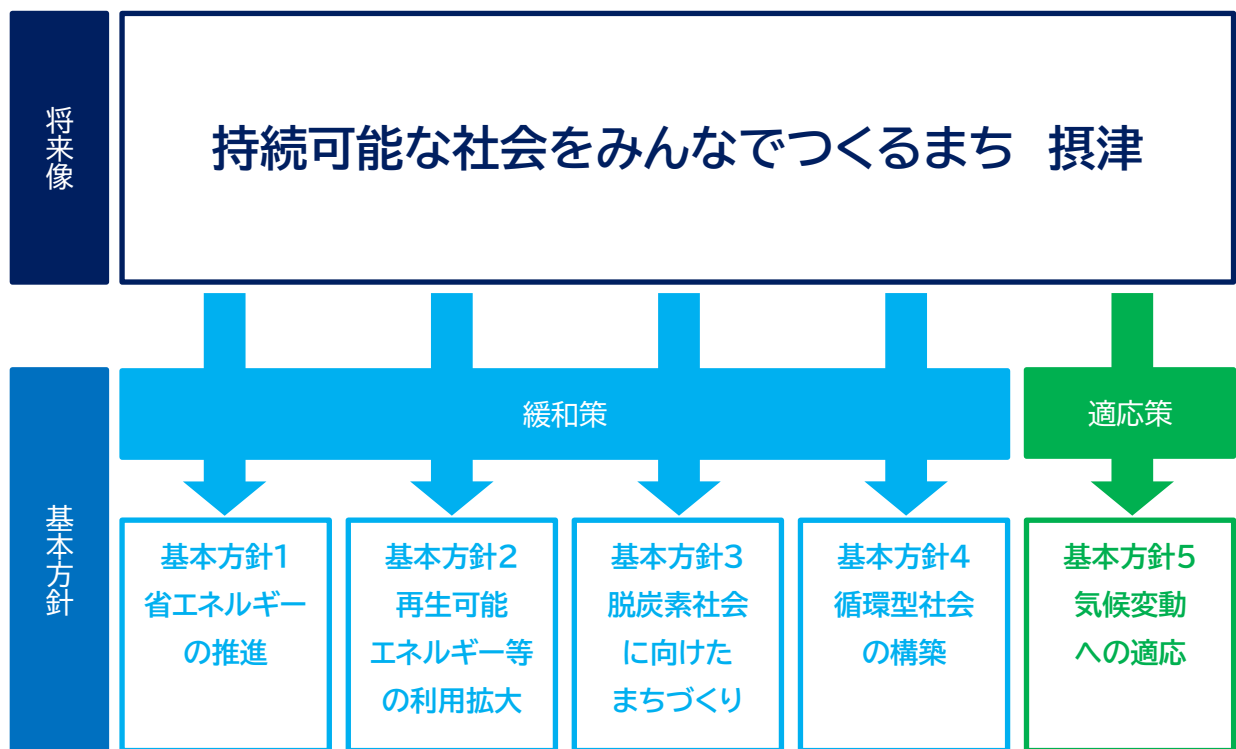 将来像
持続可能な社会をみんなでつくるまち　摂津
基本方針
緩和策
適応策
基本方針1
省エネルギー
の推進
基本方針2
再生可能
エネルギー等
の利用拡大
基本方針3
脱炭素社会
に向けた
まちづくり
基本方針4
循環型社会
の構築
基本方針5
気候変動
への適応